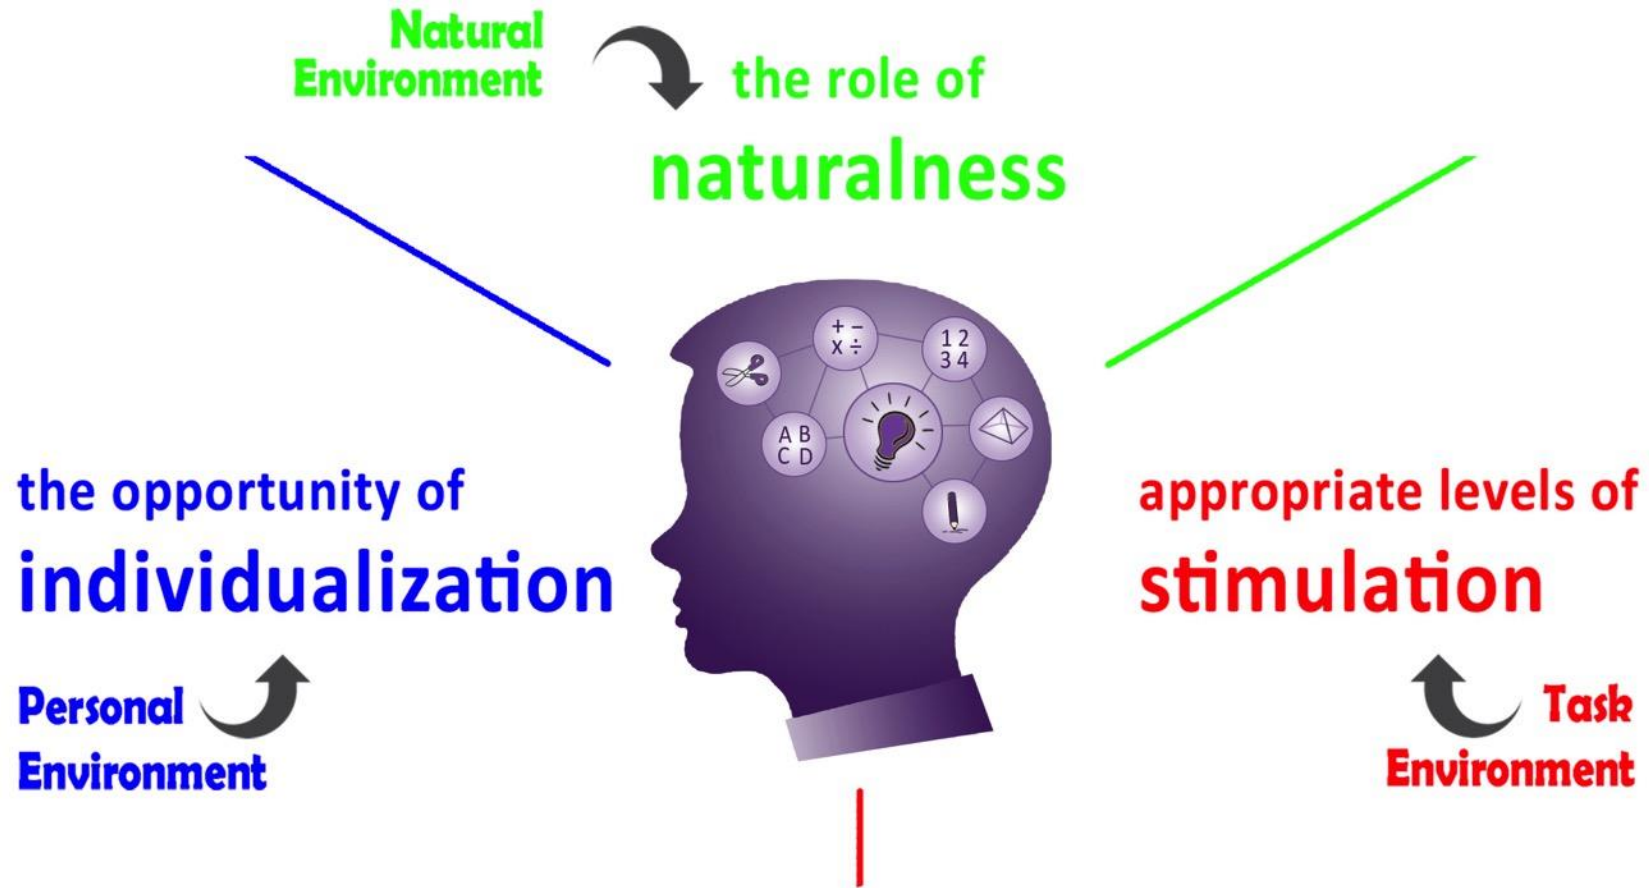 Natural
Environment
the role of
naturalness
+ −
x ÷
1 2
3 4
A B
C D
the opportunity of
individualization
Personal
Environment
appropriate levels of
stimulation
Task
Environment